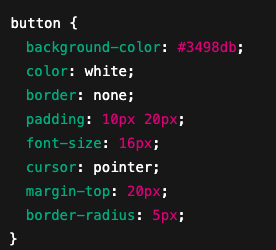 button {
  background-color: #3498db;
  color: white;
  border: none;
  padding: 10px 20px;
  font-size: 16px;
  cursor: pointer;
  margin-top: 20px;
  border-radius: 5px;
}